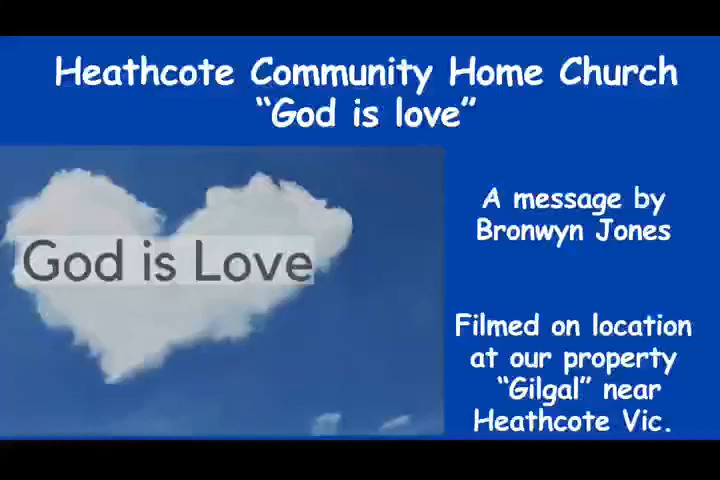 Heathcote Community Home Church
“God is love”
God is Love
A message by
Bronwyn Jones
Filmed on location
at our property
“Gilgal” near
Heathcote Vic.